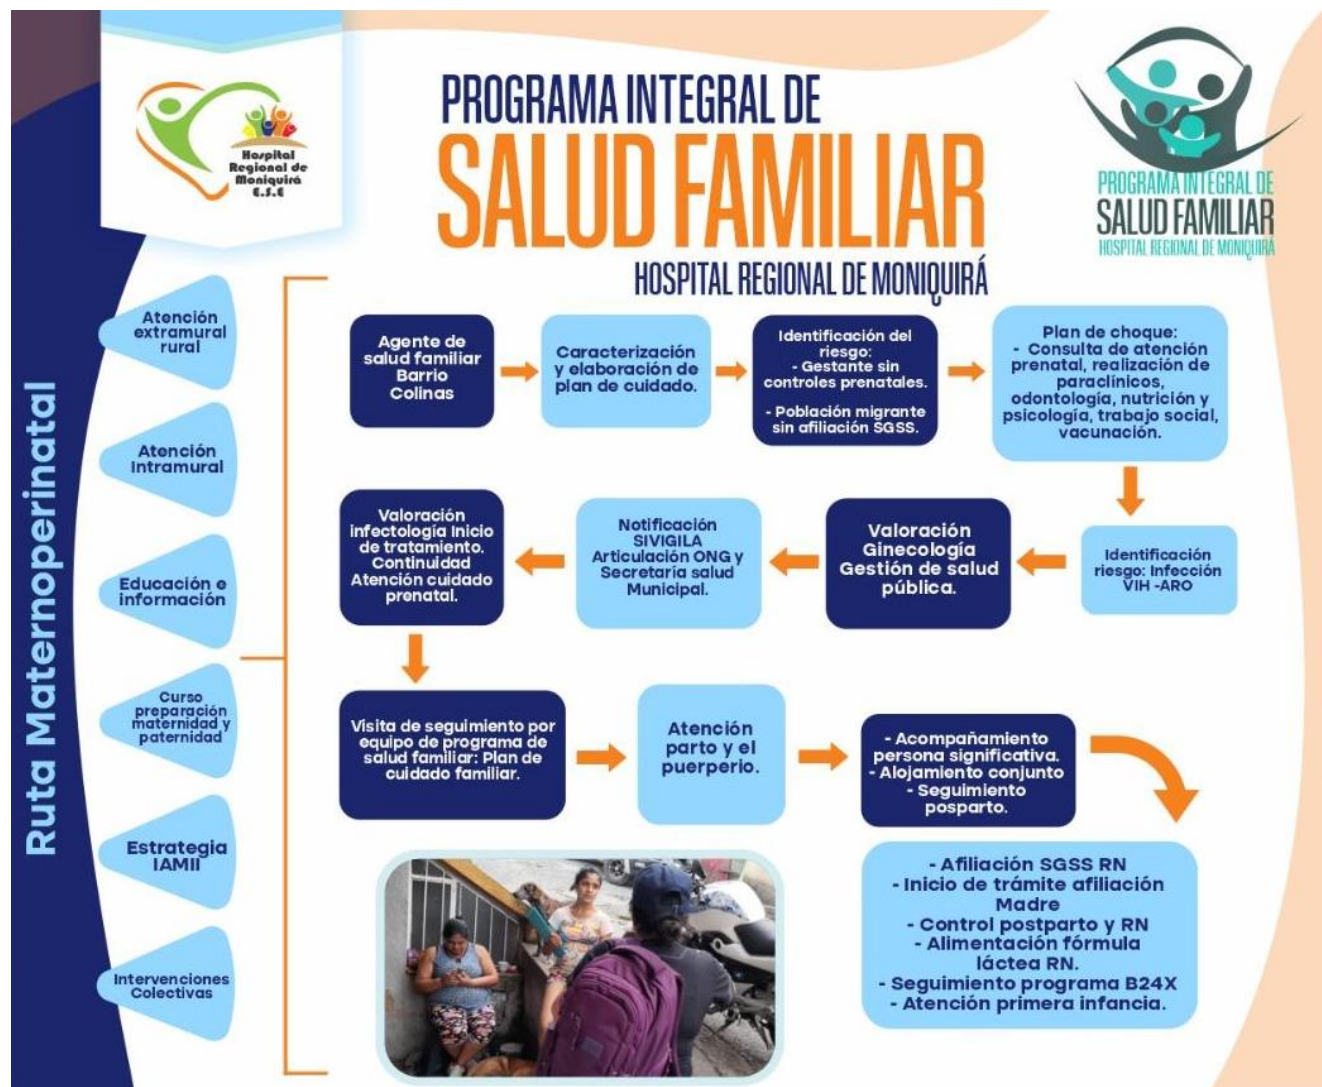 Hospital
Regional de
Moniquirá
E.S.E
PROGRAMA INTEGRAL DE
SALUD FAMILIAR
HOSPITAL REGIONAL DE MONIQUIRÁ
PROGRAMA INTEGRAL DE
SALUD FAMILIAR
HOSPITAL REGIONAL DE MONIQUIRÁ
Ruta Maternoperinatal
Atención
extramural
rural
Atención
Intramural
Educación e
información
Curso
preparación
maternidad y
paternidad
Estrategia
IAMII
Intervenciones
Colectivas
Agente de
salud familiar
Barrio
Colinas
Caracterización
y elaboración de
plan de cuidado.
Identificación del
riesgo:
- Gestante sin
controles prenatales.
- Población migrante
sin afiliación SGSS.
Plan de choque:
- Consulta de atención
prenatal, realización de
paraclínicos,
odontología, nutrición y
psicología, trabajo social,
vacunación.
Identificación
riesgo: Infección
VIH -ARO
Valoración
Ginecología
Gestión de salud
pública.
Notificación
SIVIGILA
Articulación ONG y
Secretaría salud
Municipal.
Valoración
infectología Inicio
de tratamiento.
Continuidad
Atención cuidado
prenatal.
Visita de seguimiento por
equipo de programa de
salud familiar: Plan de
cuidado familiar.
Atención
parto y el
puerperio.
- Acompañamiento
persona significativa.
- Alojamiento conjunto
- Seguimiento
posparto.
- Afiliación SGSS RN
- Inicio de trámite afiliación
Madre
- Control postparto y RN
- Alimentación fórmula
láctea RN.
- Seguimiento programa B24X
- Atención primera infancia.